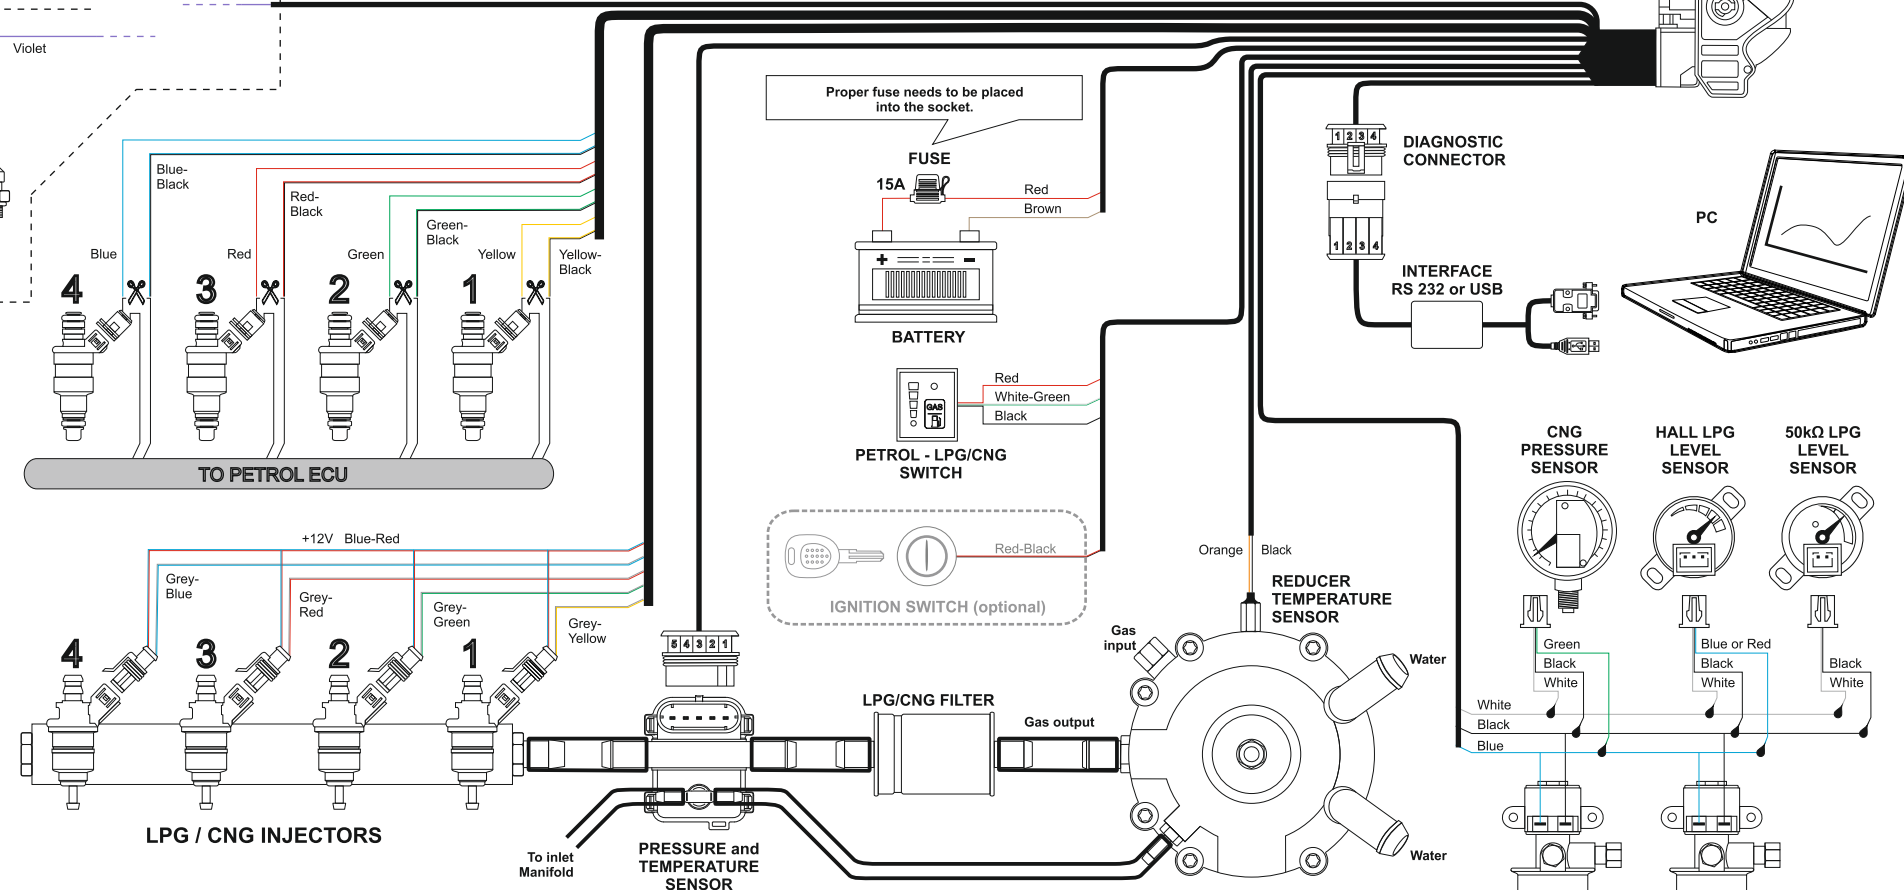 Violet
Proper fuse needs to be placed
into the socket.
FUSE
15A
Red
Brown
+ -
BATTERY
DIAGNOSTIC
CONNECTOR
1 2 3 4
1 2 3 4
PC
INTERFACE
RS 232 or USB
Blue-
Black
Red-
Black
Green-
Black
Blue
Red
Green
Yellow
Yellow-
Black
4 3 2 1
TO PETROL ECU
GAS
Red
White-Green
Black
PETROL - LPG/CNG
SWITCH
Red-Black
IGNITION SWITCH (optional)
+12V Blue-Red
Grey-
Blue
Grey-
Red
Grey-
Green
Grey-
Yellow
4 3 2 1
LPG / CNG INJECTORS
5 4 3 2 1
To inlet
Manifold
PRESSURE and
TEMPERATURE
SENSOR
LPG/CNG FILTER
Gas output
Gas
input
Orange
Black
REDUCER
TEMPERATURE
SENSOR
Water
Water
CNG
PRESSURE
SENSOR
HALL LPG
LEVEL
SENSOR
50kΩ LPG
LEVEL
SENSOR
Green
Black
White
Blue or Red
Black
White
Black
White
White
Black
Blue